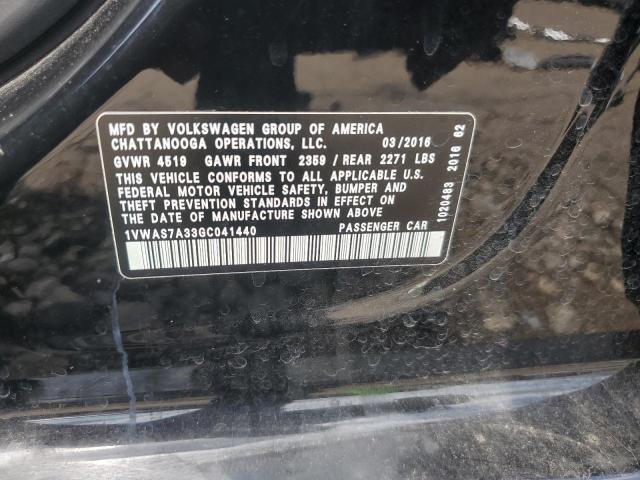 MFD BY VOLKSWAGEN GROUP OF AMERICA
CHATTANOOGA OPERATIONS, LLC. 03/2016
GVWR 4519 GAWR FRONT 2359 / REAR 2271 LBS
THIS VEHICLE CONFORMS TO ALL APPLICABLE
FEDERAL MOTOR VEHICLE SAFETY, BUMPER AND
THEFT PREVENTION STANDARDS IN EFFECT ON
THE DATE OF MANUFACTURE SHOWN ABOVE
1VWAS7A33GC041440 PASSENGER CAR
1020483 2016 62